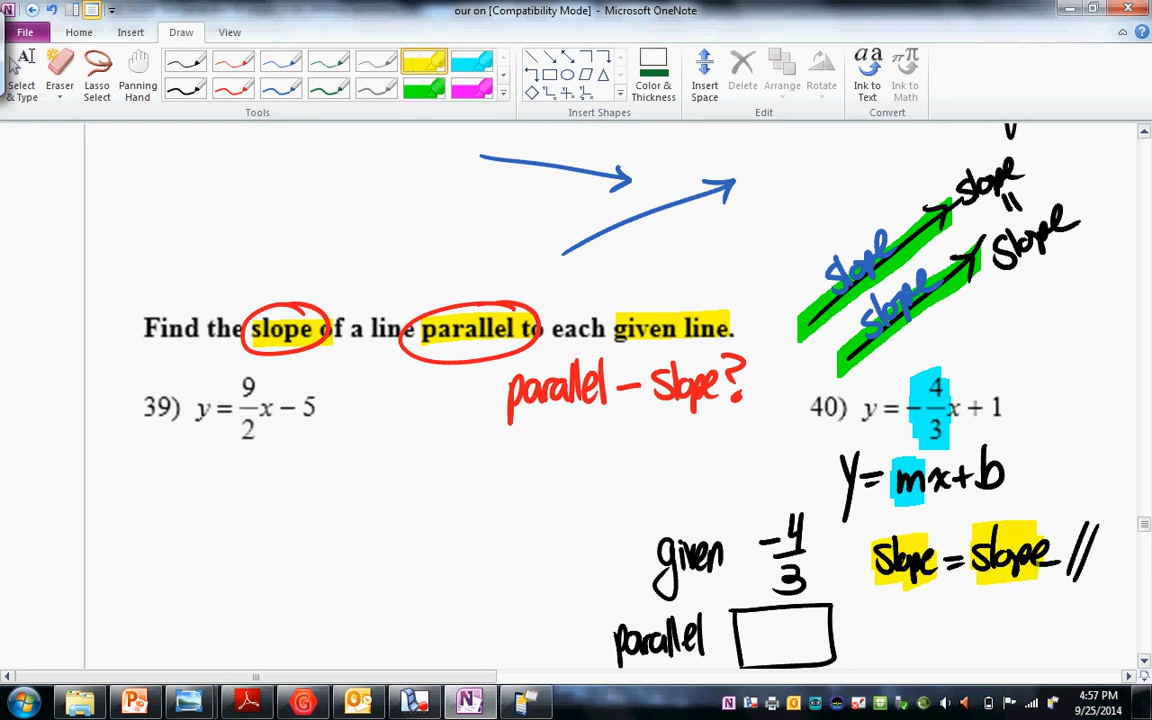 our on [Compatibility Mode] - Microsoft OneNote
File Home Insert Draw View
Select & Type
Eraser
Lasso Select
Panning Hand
Color & Thickness
Insert Space
Delete
Arrange
Rotate
Ink to Text
Ink to Math
Tools
Insert Shapes
Edit
Convert
slope
=
slope
slope
slope
Find the slope of a line parallel to each given line.
parallel - slope?
39) y = 9/2 x − 5
40) y = −4/3 x + 1
y = mx + b
given -4/3
slope = slope //
parallel
4:57 PM
9/25/2014